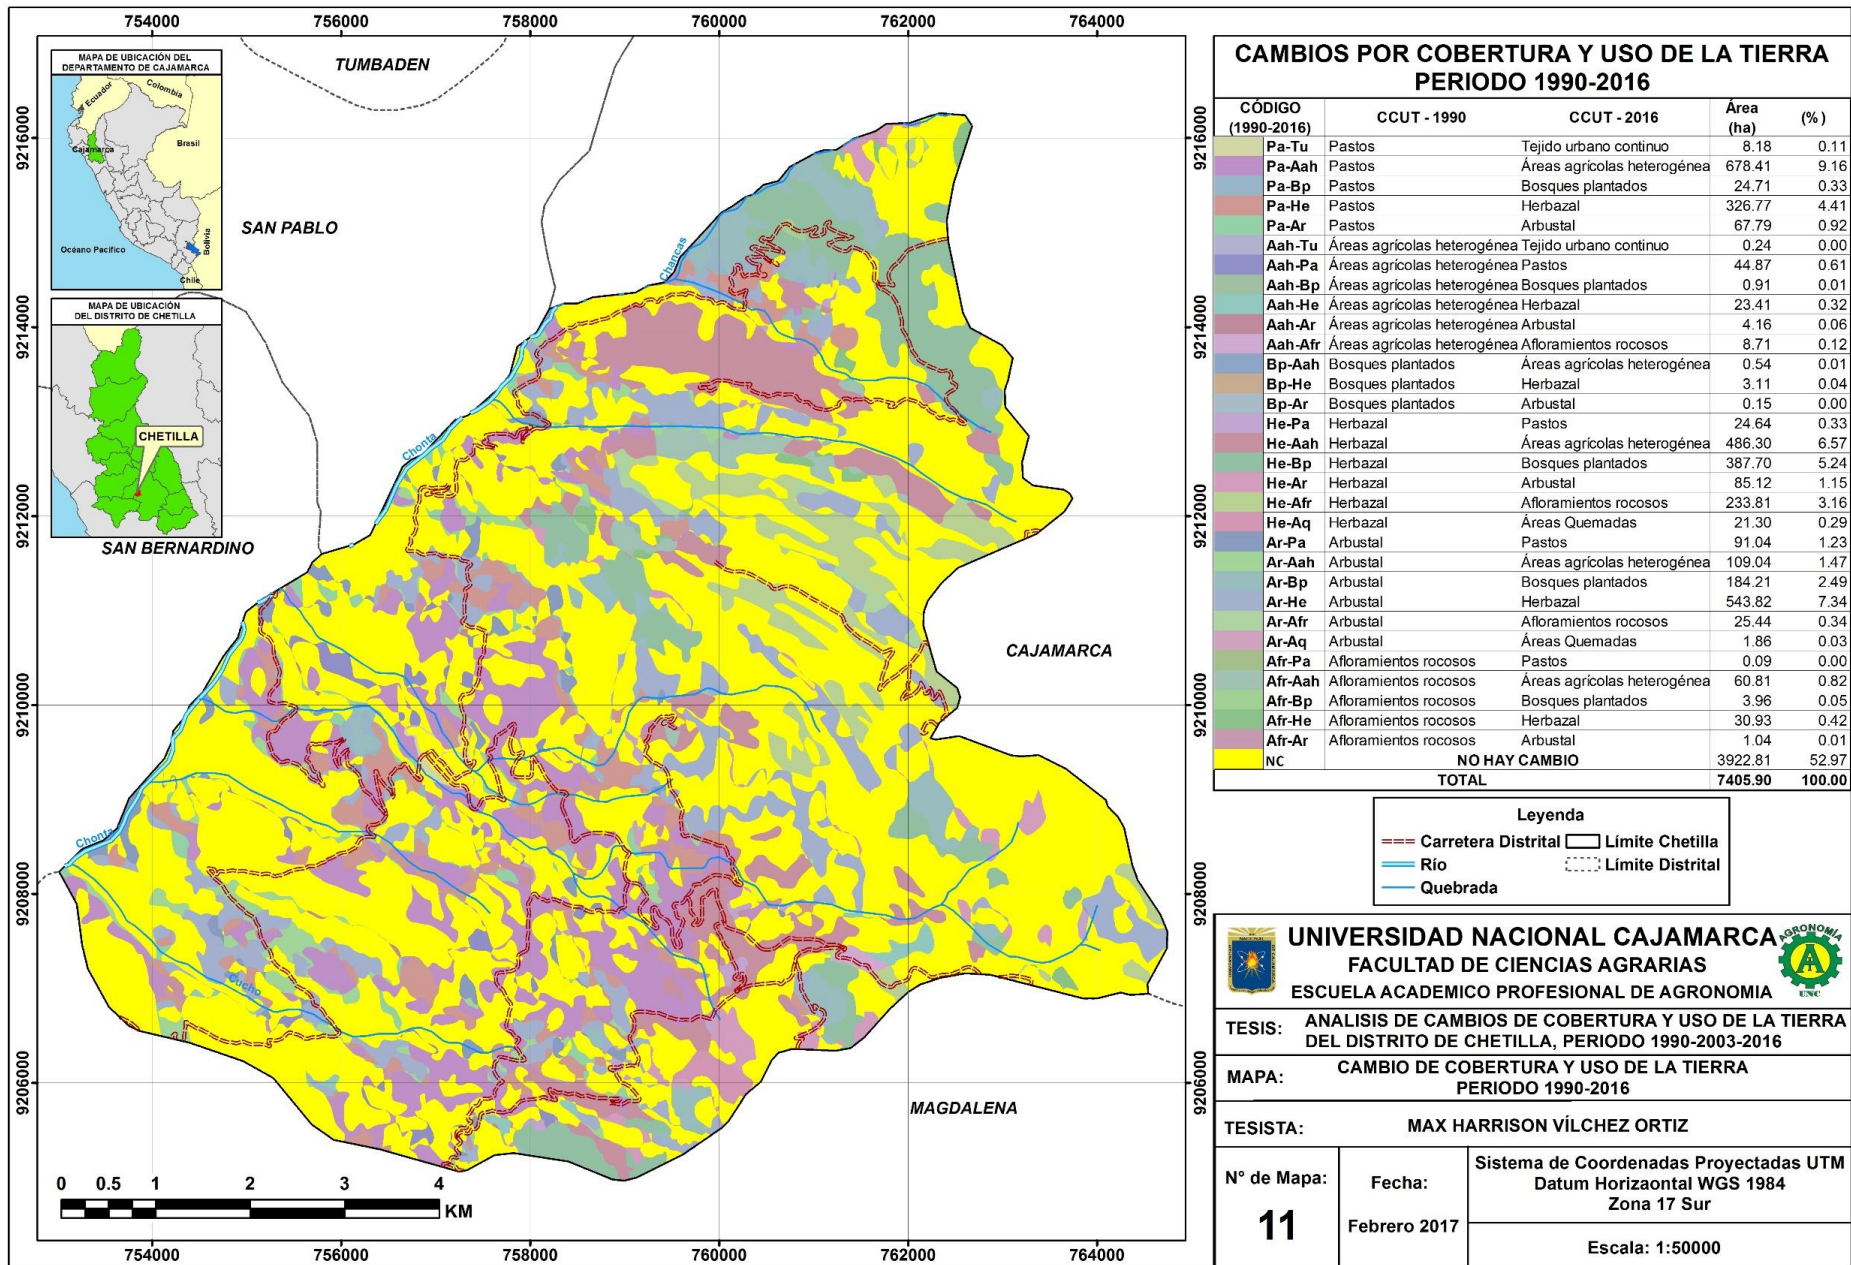 754000 756000 758000 760000 762000 764000
9216000 9214000 9212000 9210000 9208000 9206000
9216000 9214000 9212000 9210000 9208000 9206000
754000 756000 758000 760000 762000 764000
MAPA DE UBICACIÓN DEL
DEPARTAMENTO DE CAJAMARCA
Ecuador
Colombia
Cajamarca
Brasil
Océano Pacífico
Bolivia
Chile
MAPA DE UBICACIÓN
DEL DISTRITO DE CHETILLA
CHETILLA
TUMBADEN
SAN PABLO
SAN BERNARDINO
CAJAMARCA
MAGDALENA
Chancas
Chonta
Chonta
Cucho
0 0.5 1 2 3 4
KM
CAMBIOS POR COBERTURA Y USO DE LA TIERRA
PERIODO 1990-2016
CÓDIGO (1990-2016) CCUT - 1990 CCUT - 2016 Área (ha) (%)
Pa-Tu Pastos Tejido urbano continuo 8.18 0.11
Pa-Aah Pastos Áreas agrícolas heterogénea 678.41 9.16
Pa-Bp Pastos Bosques plantados 24.71 0.33
Pa-He Pastos Herbazal 326.77 4.41
Pa-Ar Pastos Arbustal 67.79 0.92
Aah-Tu Áreas agrícolas heterogénea Tejido urbano continuo 0.24 0.00
Aah-Pa Áreas agrícolas heterogénea Pastos 44.87 0.61
Aah-Bp Áreas agrícolas heterogénea Bosques plantados 0.91 0.01
Aah-He Áreas agrícolas heterogénea Herbazal 23.41 0.32
Aah-Ar Áreas agrícolas heterogénea Arbustal 4.16 0.06
Aah-Afr Áreas agrícolas heterogénea Afloramientos rocosos 8.71 0.12
Bp-Aah Bosques plantados Áreas agrícolas heterogénea 0.54 0.01
Bp-He Bosques plantados Herbazal 3.11 0.04
Bp-Ar Bosques plantados Arbustal 0.15 0.00
He-Pa Herbazal Pastos 24.64 0.33
He-Aah Herbazal Áreas agrícolas heterogénea 486.30 6.57
He-Bp Herbazal Bosques plantados 387.70 5.24
He-Ar Herbazal Arbustal 85.12 1.15
He-Afr Herbazal Afloramientos rocosos 233.81 3.16
He-Aq Herbazal Áreas Quemadas 21.30 0.29
Ar-Pa Arbustal Pastos 91.04 1.23
Ar-Aah Arbustal Áreas agrícolas heterogénea 109.04 1.47
Ar-Bp Arbustal Bosques plantados 184.21 2.49
Ar-He Arbustal Herbazal 543.82 7.34
Ar-Afr Arbustal Afloramientos rocosos 25.44 0.34
Ar-Aq Arbustal Áreas Quemadas 1.86 0.03
Afr-Pa Afloramientos rocosos Pastos 0.09 0.00
Afr-Aah Afloramientos rocosos Áreas agrícolas heterogénea 60.81 0.82
Afr-Bp Afloramientos rocosos Bosques plantados 3.96 0.05
Afr-He Afloramientos rocosos Herbazal 30.93 0.42
Afr-Ar Afloramientos rocosos Arbustal 1.04 0.01
NC NO HAY CAMBIO 3922.81 52.97
TOTAL 7405.90 100.00
Leyenda
Carretera Distrital Límite Chetilla
Río Límite Distrital
Quebrada
UNIVERSIDAD NACIONAL CAJAMARCA
FACULTAD DE CIENCIAS AGRARIAS
ESCUELA ACADEMICO PROFESIONAL DE AGRONOMIA
AGRONOMÍA
A
UNC
TESIS: ANALISIS DE CAMBIOS DE COBERTURA Y USO DE LA TIERRA
DEL DISTRITO DE CHETILLA, PERIODO 1990-2003-2016
MAPA: CAMBIO DE COBERTURA Y USO DE LA TIERRA
PERIODO 1990-2016
TESISTA: MAX HARRISON VÍLCHEZ ORTIZ
N° de Mapa:
11
Fecha:
Febrero 2017
Sistema de Coordenadas Proyectadas UTM
Datum Horizaontal WGS 1984
Zona 17 Sur
Escala: 1:50000